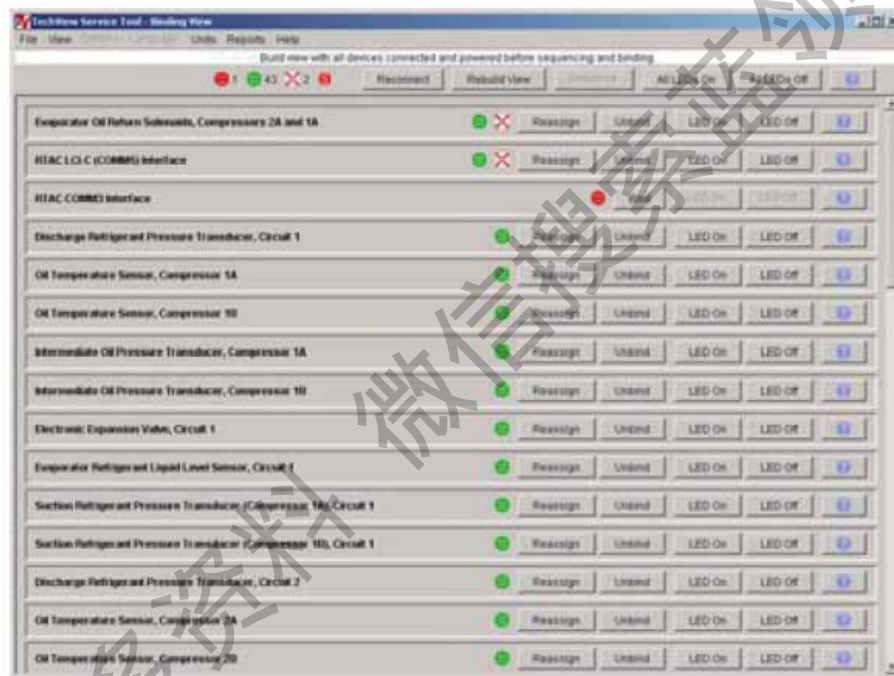 TechView Service Tool - Binding View
File View Units Reports Help
Build view with all devices connected and powered before sequencing and binding
1 43 2 Reconnect Rebuild View All LEDs On All LEDs Off
Evaporator Oil Return Solenoids, Compressors 2A and 1A Reassign Unbind LED On LED Off
RTAC LCI-C (COMM5) Interface Reassign Unbind LED On LED Off
RTAC COMM3 Interface
Discharge Refrigerant Pressure Transducer, Circuit 1 Reassign Unbind LED On LED Off
Oil Temperature Sensor, Compressor 1A Reassign Unbind LED On LED Off
Oil Temperature Sensor, Compressor 1B Reassign Unbind LED On LED Off
Intermediate Oil Pressure Transducer, Compressor 1A Reassign Unbind LED On LED Off
Intermediate Oil Pressure Transducer, Compressor 1B Reassign Unbind LED On LED Off
Electronic Expansion Valve, Circuit 1 Reassign Unbind LED On LED Off
Evaporator Refrigerant Liquid Level Sensor, Circuit 1 Reassign Unbind LED On LED Off
Suction Refrigerant Pressure Transducer (Compressor 1A), Circuit 1 Reassign Unbind LED On LED Off
Suction Refrigerant Pressure Transducer (Compressor 1B), Circuit 1 Reassign Unbind LED On LED Off
Discharge Refrigerant Pressure Transducer, Circuit 2 Reassign Unbind LED On LED Off
Oil Temperature Sensor, Compressor 2A Reassign Unbind LED On LED Off
Oil Temperature Sensor, Compressor 2B Reassign Unbind LED On LED Off
多资料 微信搜索蓝领